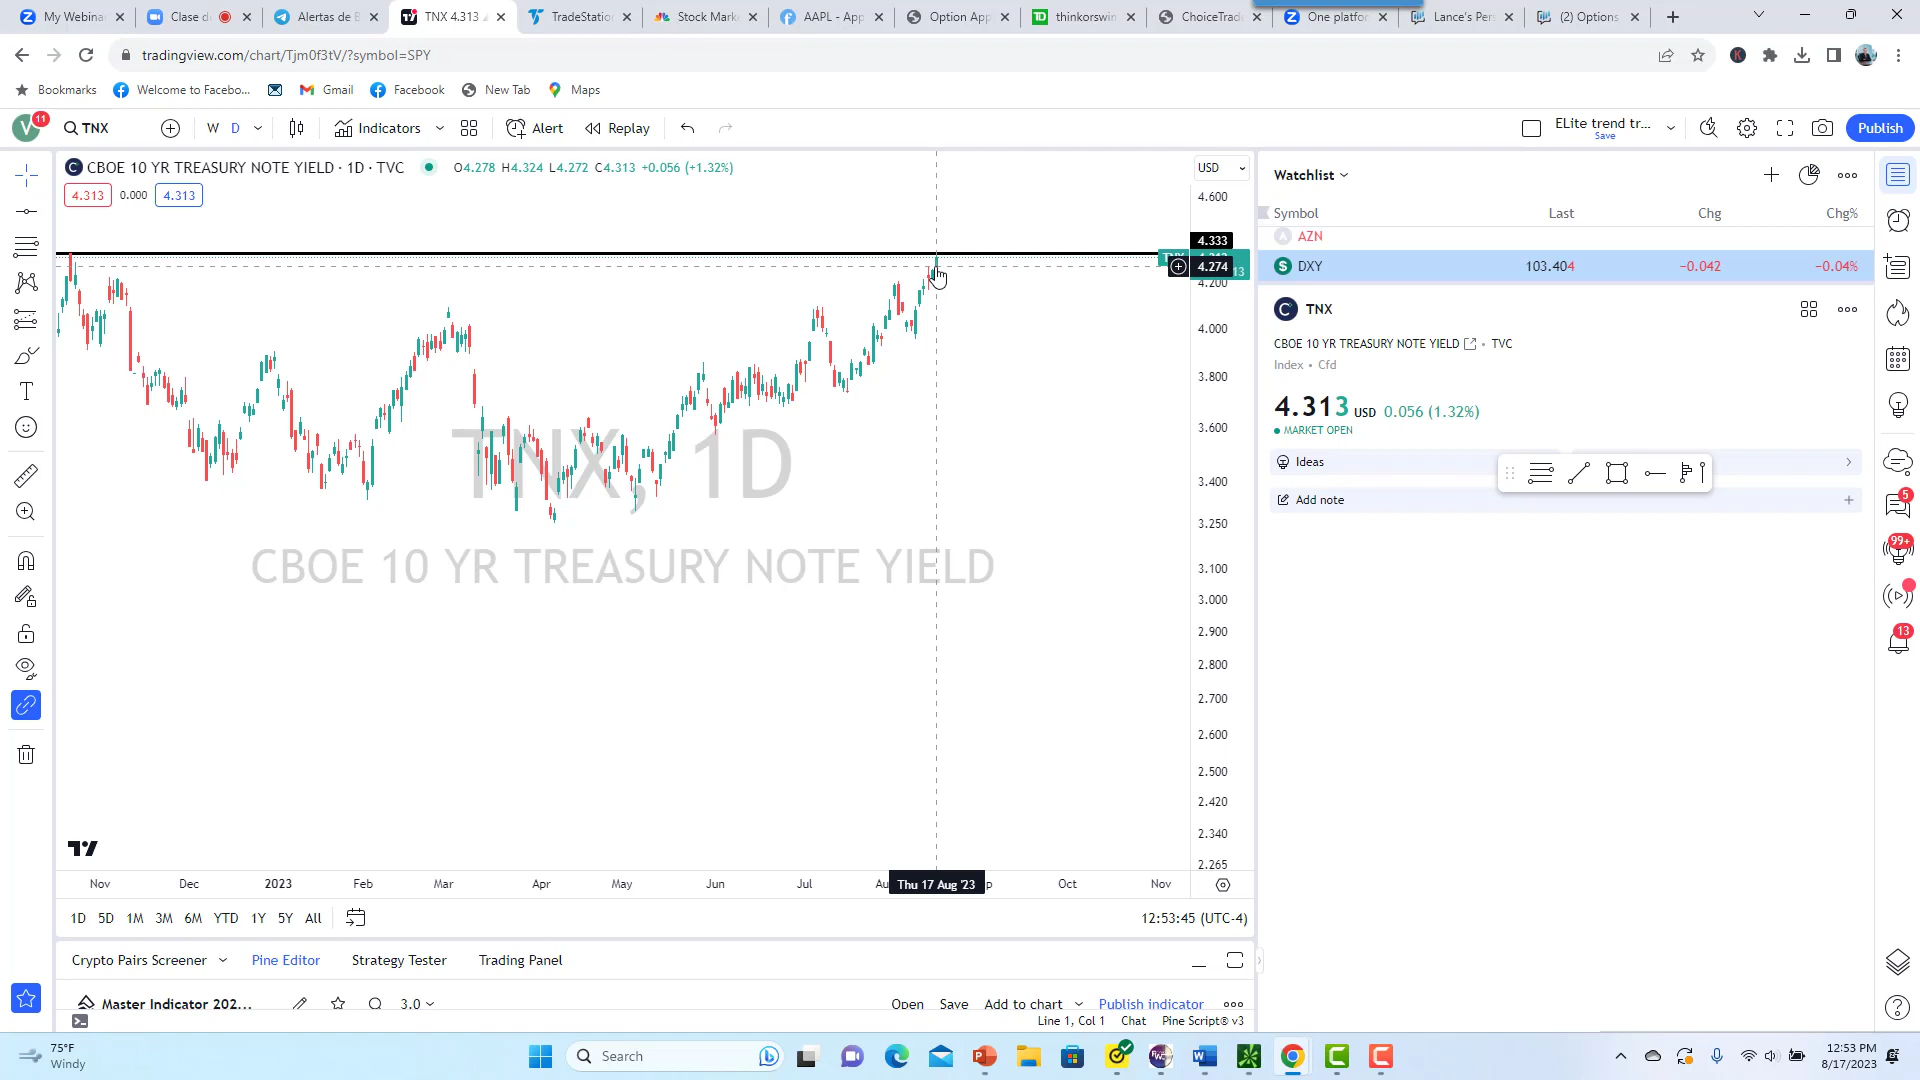 My Webinar
Clase d
Alertas de B
TNX 4.313
TradeStation
Stock Mark
AAPL - App
Option App
thinkorswim
ChoiceTrad
One platfor
Lance's Pers
(2) Options
tradingview.com/chart/Tjm0f3tV/?symbol=SPY
Bookmarks
Welcome to Facebo...
Gmail
Facebook
New Tab
Maps
V
11
TNX
W
D
Indicators
Alert
Replay
ELite trend tr...
Save
Publish
CBOE 10 YR TREASURY NOTE YIELD · 1D · TVC
O4.278 H4.324 L4.272 C4.313 +0.056 (+1.32%)
USD
4.313
0.000
4.313
4.600
4.333
4.274
4.200
4.000
3.800
3.600
3.400
3.250
3.100
3.000
2.900
2.800
2.700
2.600
2.500
2.420
2.340
2.265
TNX, 1D
CBOE 10 YR TREASURY NOTE YIELD
Nov
Dec
2023
Feb
Mar
Apr
May
Jun
Jul
Au
Thu 17 Aug '23
p
Oct
Nov
1D
5D
1M
3M
6M
YTD
1Y
5Y
All
12:53:45 (UTC-4)
Crypto Pairs Screener
Pine Editor
Strategy Tester
Trading Panel
Master Indicator 202...
3.0
Open
Save
Add to chart
Publish indicator
Line 1, Col 1
Chat
Pine Script® v3
Watchlist
Symbol
Last
Chg
Chg%
A
AZN
DXY
103.404
−0.042
−0.04%
TNX
CBOE 10 YR TREASURY NOTE YIELD
• TVC
Index • Cfd
4.313 USD 0.056 (1.32%)
MARKET OPEN
Ideas
Add note
5
99+
13
75°F
Windy
Search
12:53 PM
8/17/2023